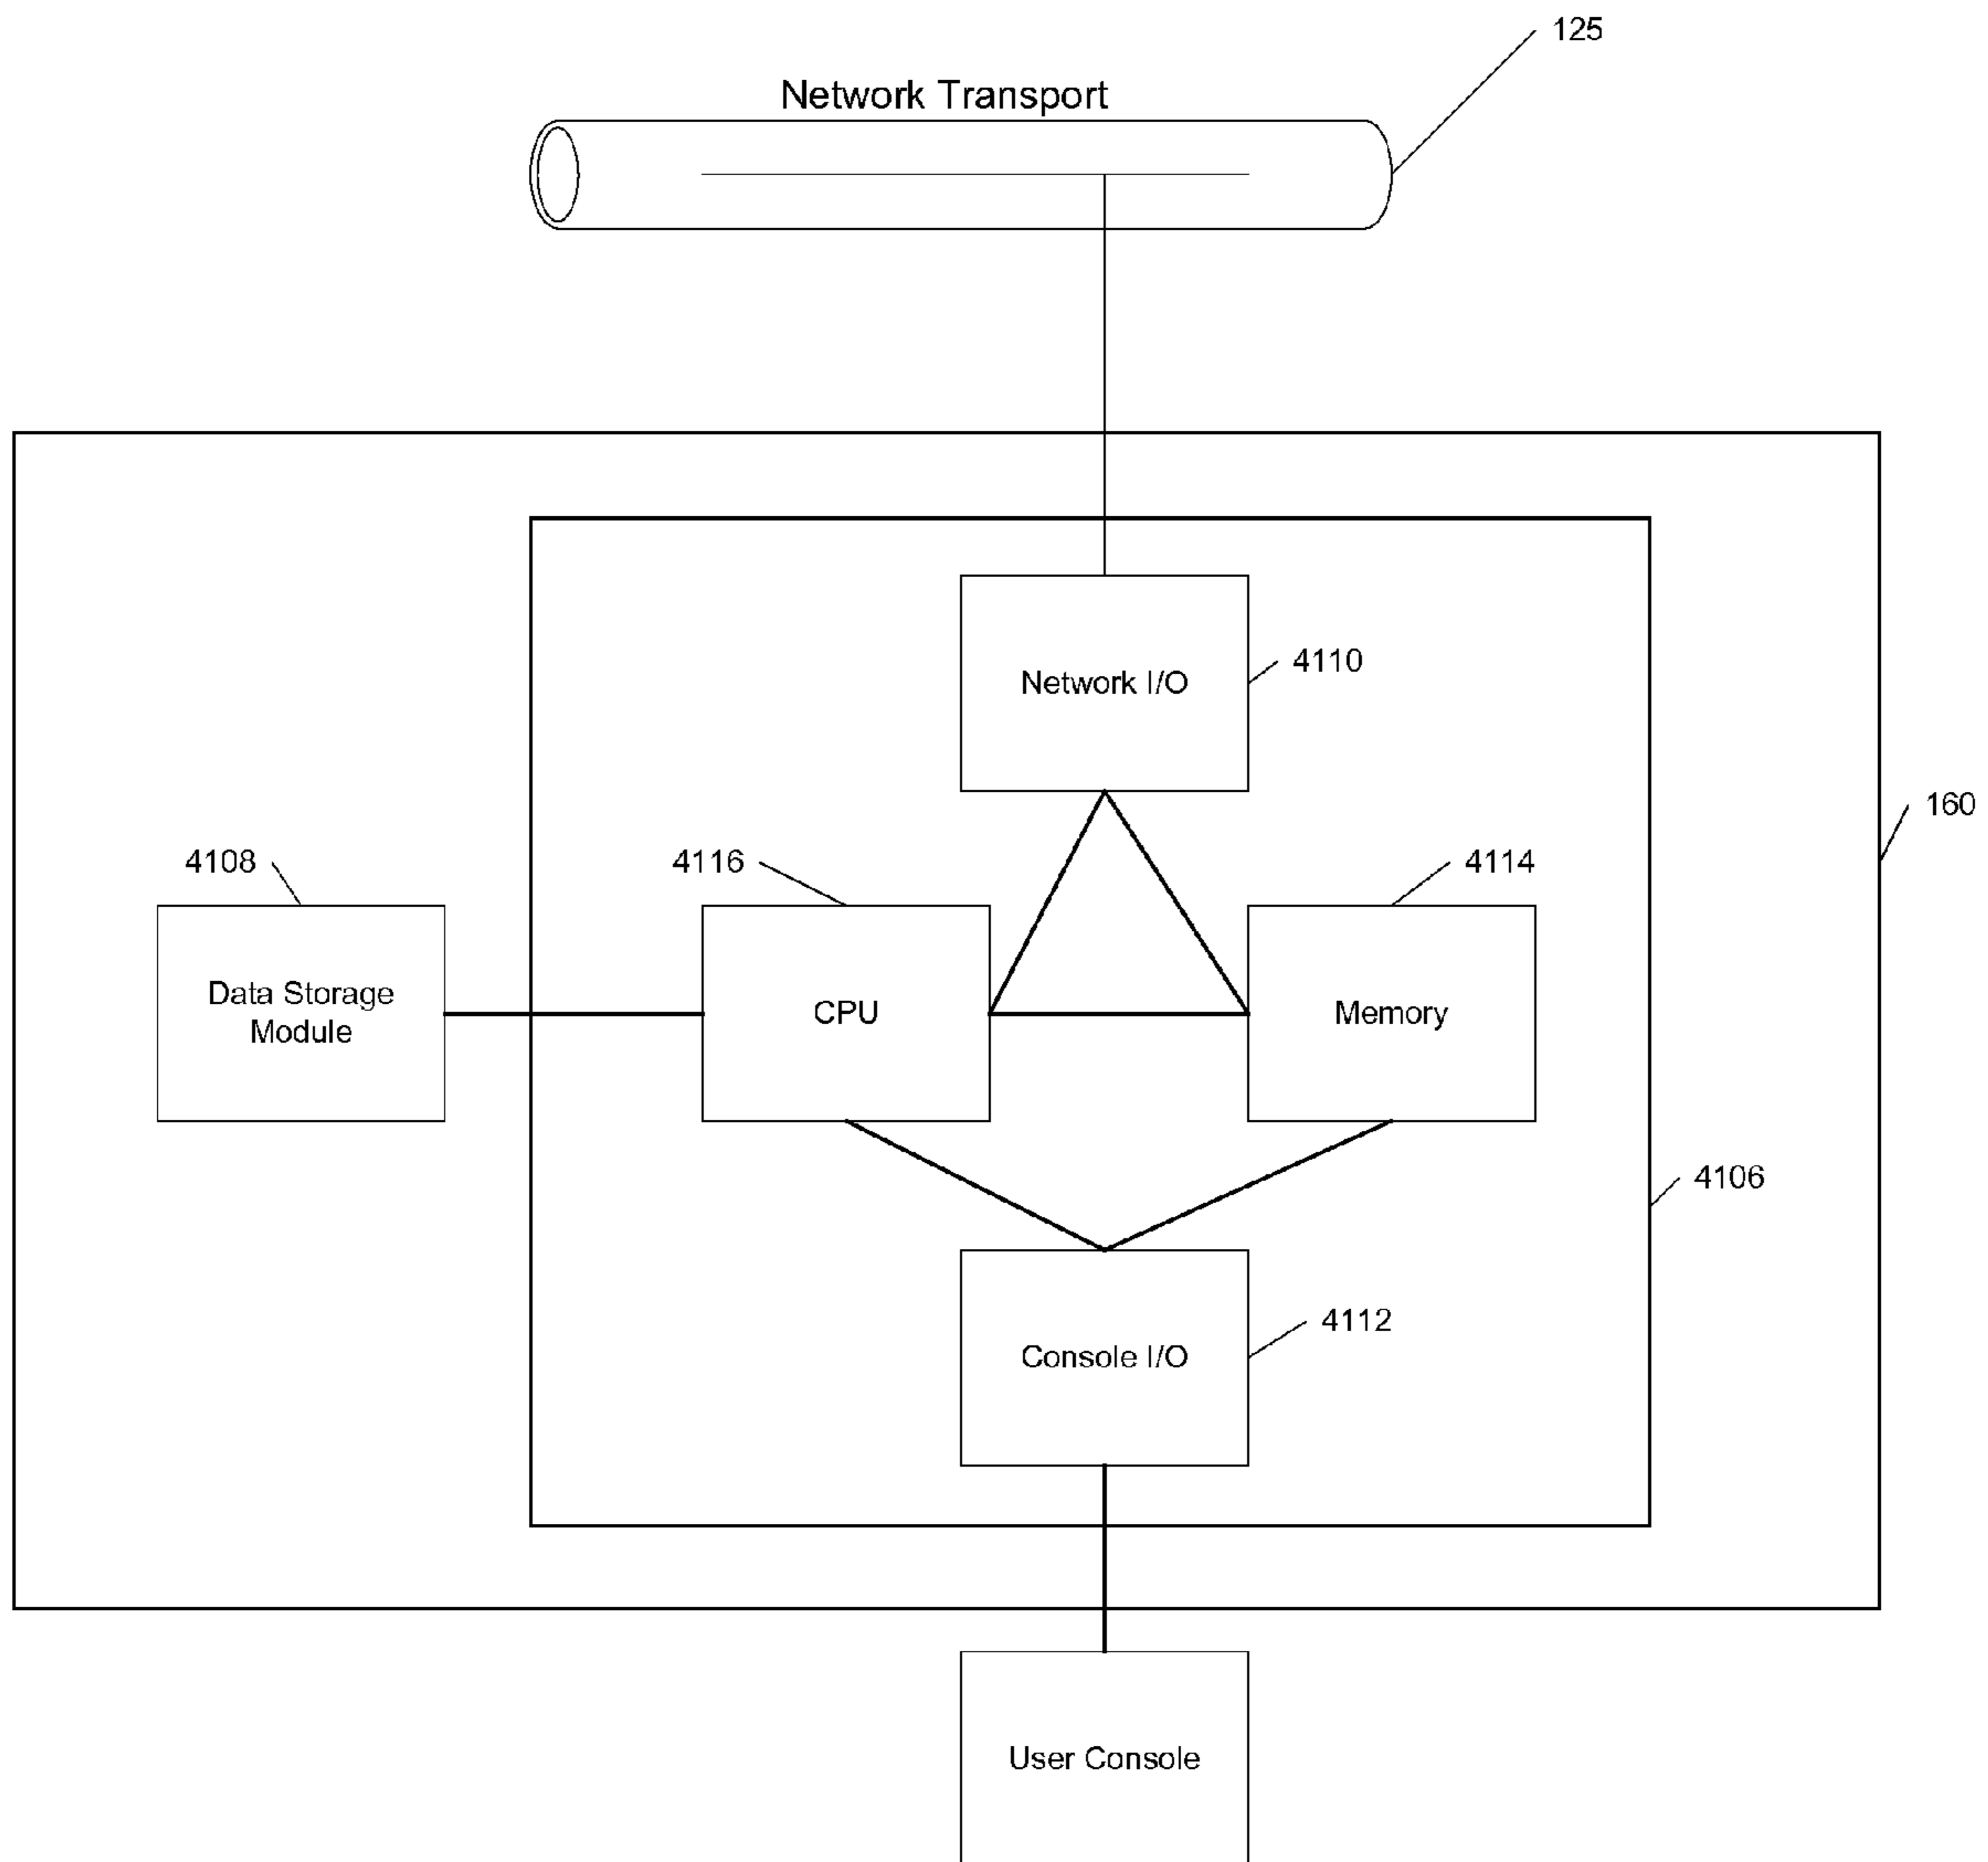 125
Network Transport
Network I/O
4110
160
4108
4116
4114
Data Storage
Module
CPU
Memory
4106
4112
Console I/O
User Console